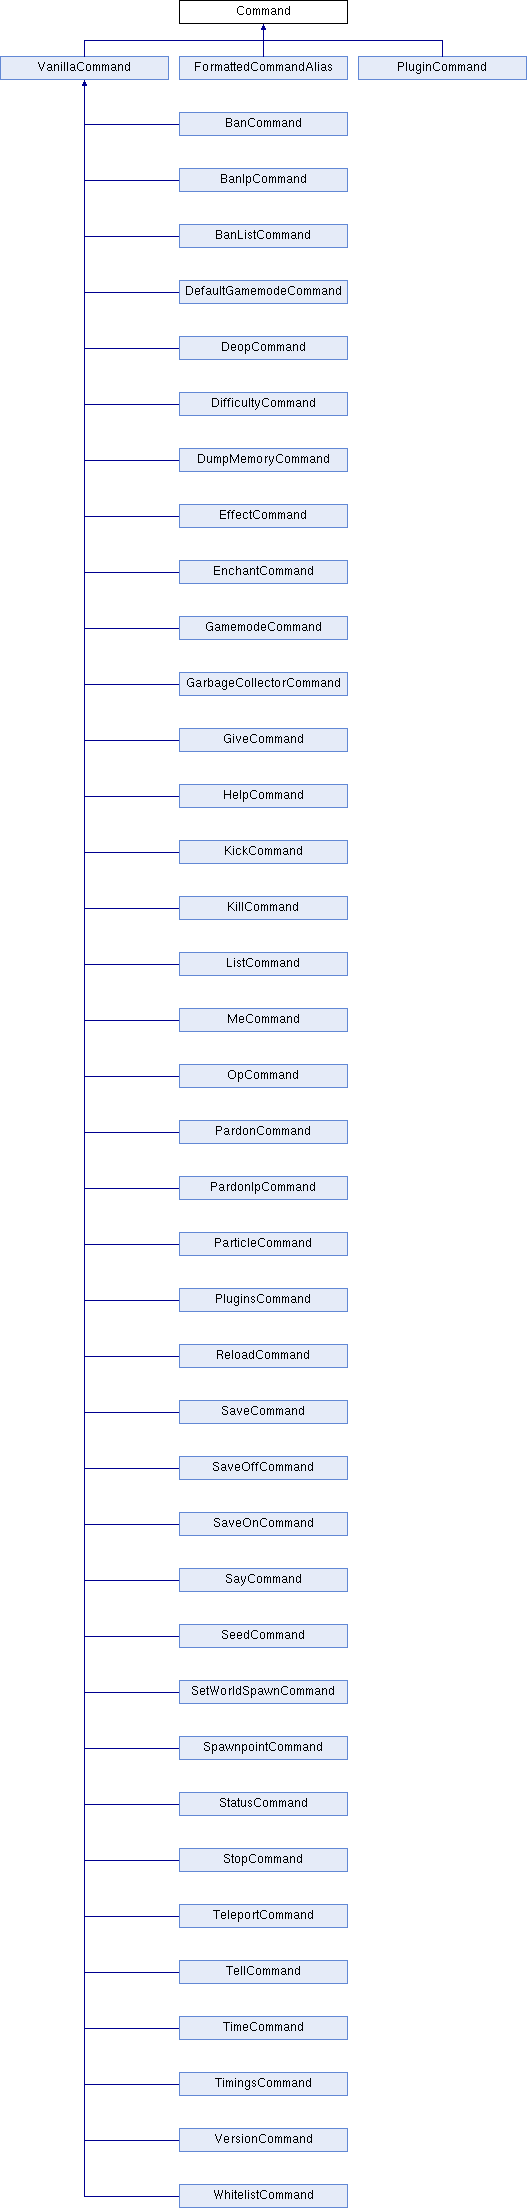 Command
VanillaCommand
FormattedCommandAlias
PluginCommand
BanCommand
BanIpCommand
BanListCommand
DefaultGamemodeCommand
DeopCommand
DifficultyCommand
DumpMemoryCommand
EffectCommand
EnchantCommand
GamemodeCommand
GarbageCollectorCommand
GiveCommand
HelpCommand
KickCommand
KillCommand
ListCommand
MeCommand
OpCommand
PardonCommand
PardonIpCommand
ParticleCommand
PluginsCommand
ReloadCommand
SaveCommand
SaveOffCommand
SaveOnCommand
SayCommand
SeedCommand
SetWorldSpawnCommand
SpawnpointCommand
StatusCommand
StopCommand
TeleportCommand
TellCommand
TimeCommand
TimingsCommand
VersionCommand
WhitelistCommand